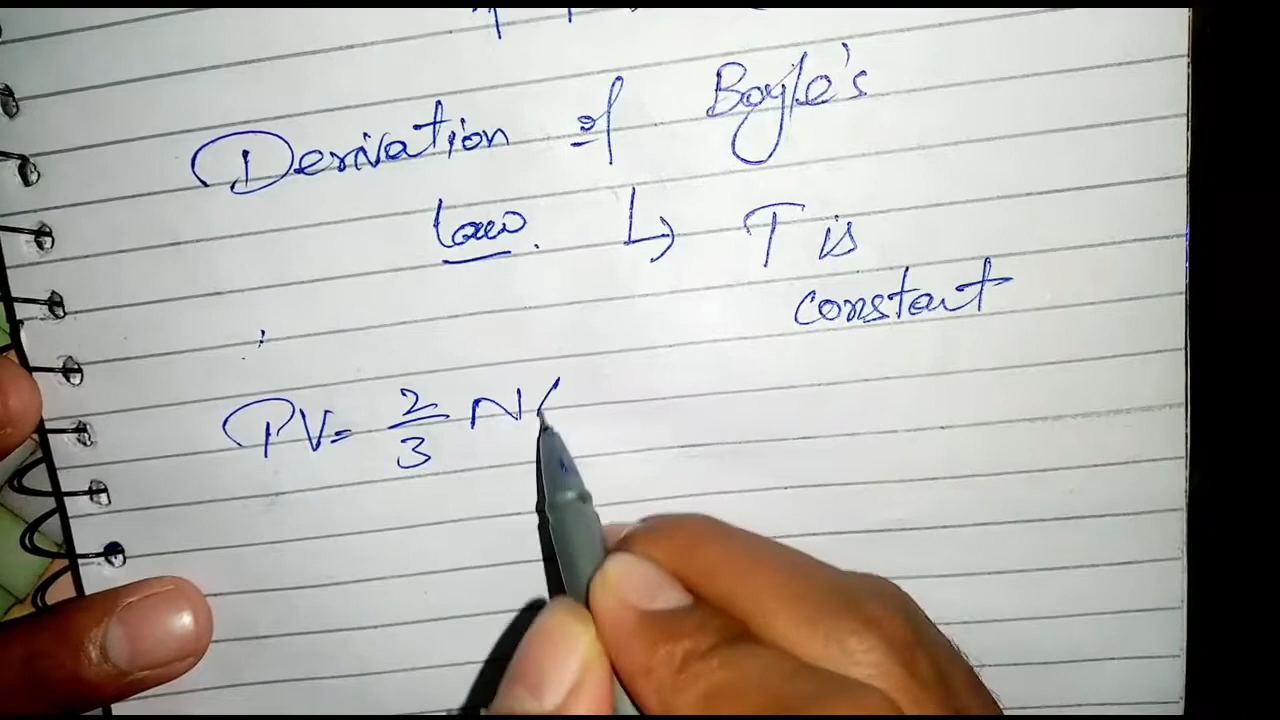 Derivation of Boyle's
law. ↳ T is
constant
PV= 2/3 N(